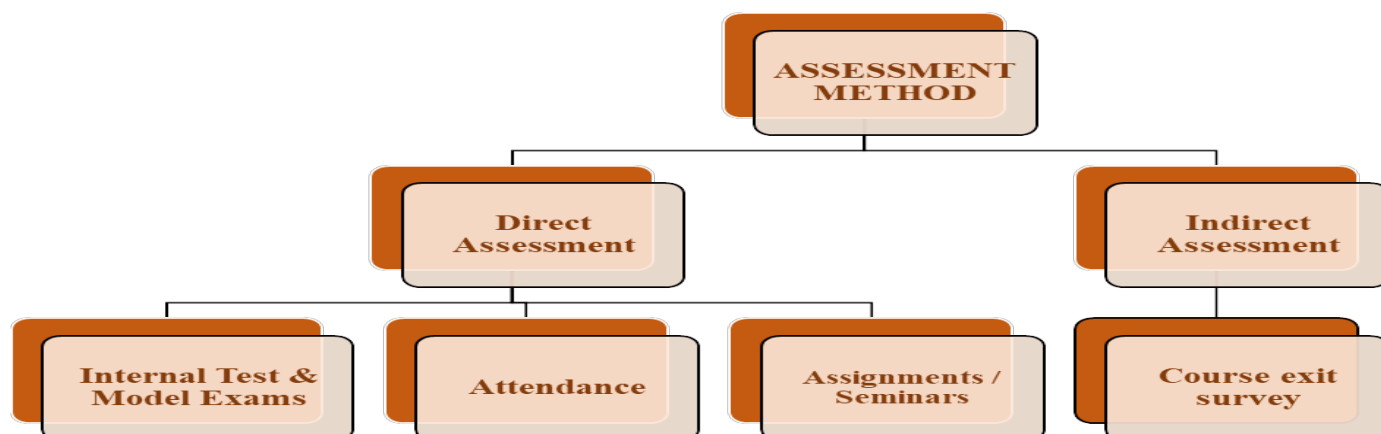 ASSESSMENT
METHOD
Direct
Assessment
Indirect
Assessment
Internal Test &
Model Exams
Attendance
Assignments /
Seminars
Course exit
survey